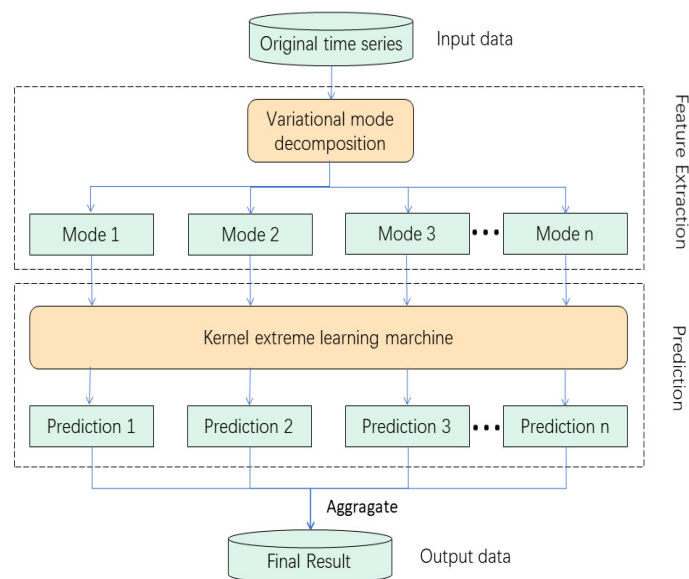 Original time series
Input data
Variational mode
decomposition
Feature Extraction
Mode 1
Mode 2
Mode 3
Mode n
Kernel extreme learning marchine
Prediction
Prediction 1
Prediction 2
Prediction 3
Prediction n
Aggragate
Final Result
Output data